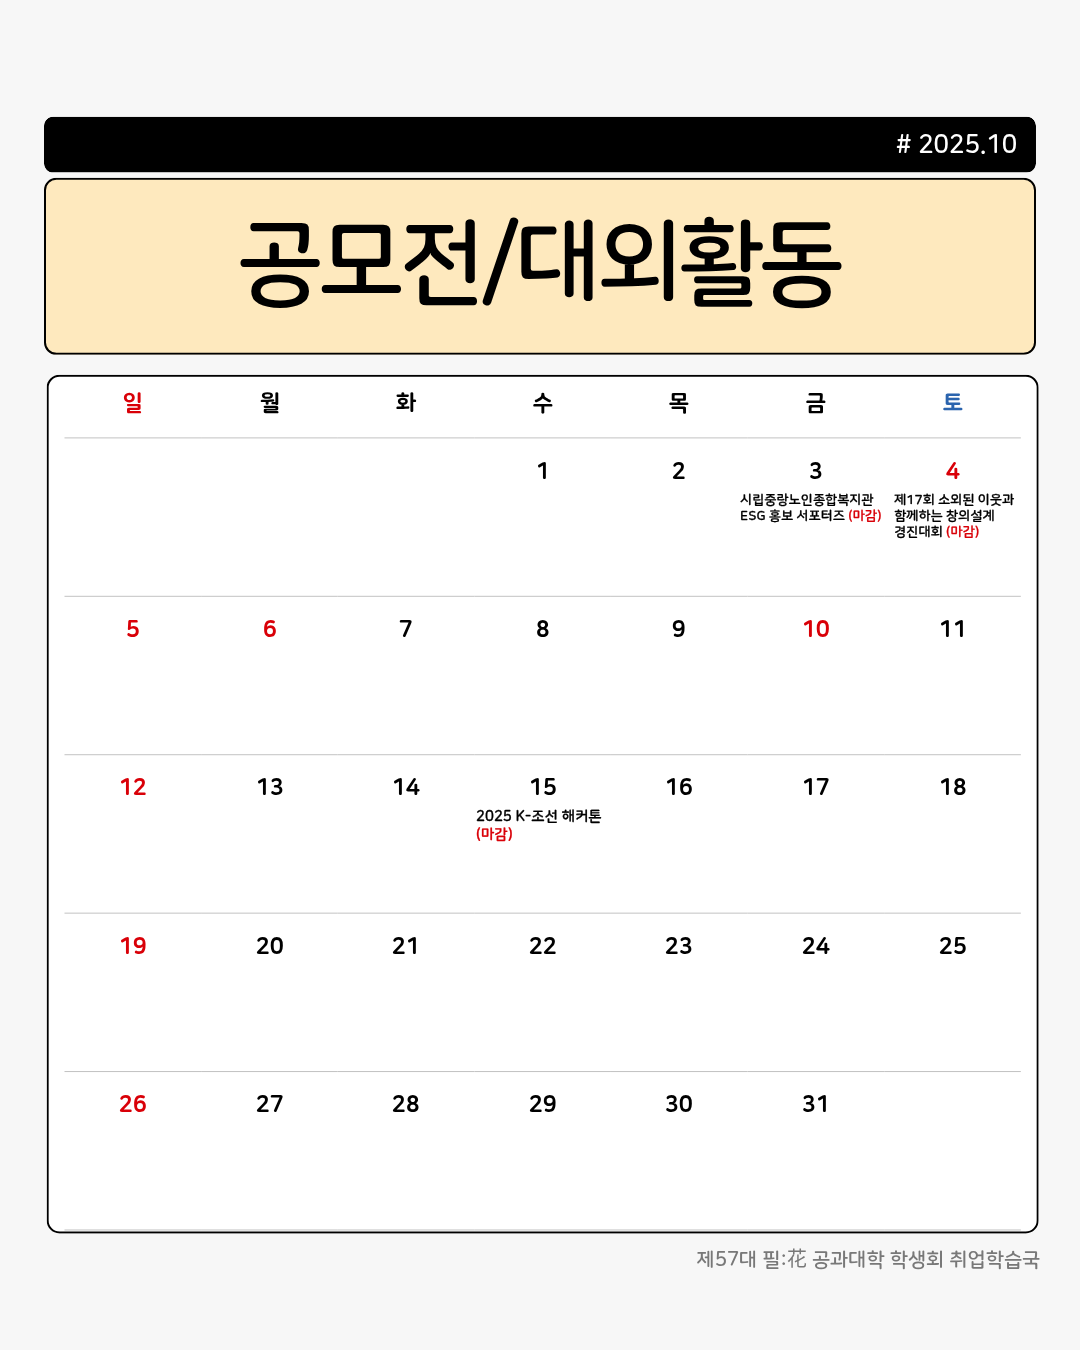 # 2025.10
공모전/대외활동
일 월 화 수 목 금 토
1 2 3 4
시립중랑노인종합복지관
ESG 홍보 서포터즈 (마감)
제17회 소외된 이웃과
함께하는 창의설계
경진대회 (마감)
5 6 7 8 9 10 11
12 13 14 15 16 17 18
2025 K-조선 해커톤
(마감)
19 20 21 22 23 24 25
26 27 28 29 30 31
제57대 필:花 공과대학 학생회 취업학습국